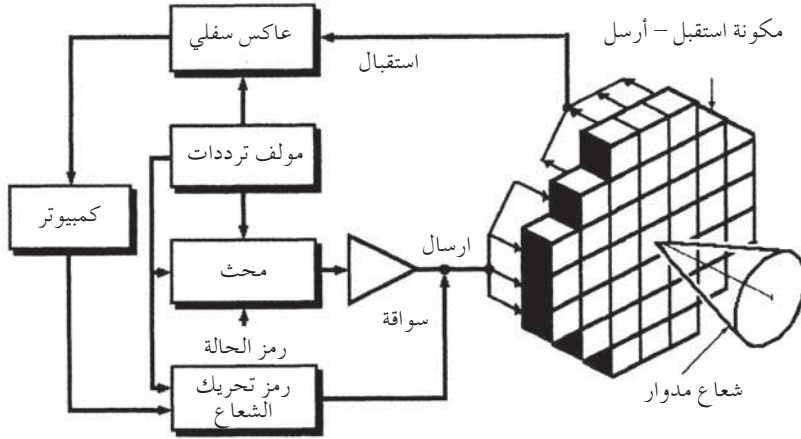 عاكس سفلي
مكونة استقبل – أرسل
استقبال
مولف ترددات
كمبيوتر
ارسال
محث
سواقة
رمز الحالة
رمز تحريك
الشعاع
شعاع مدوار